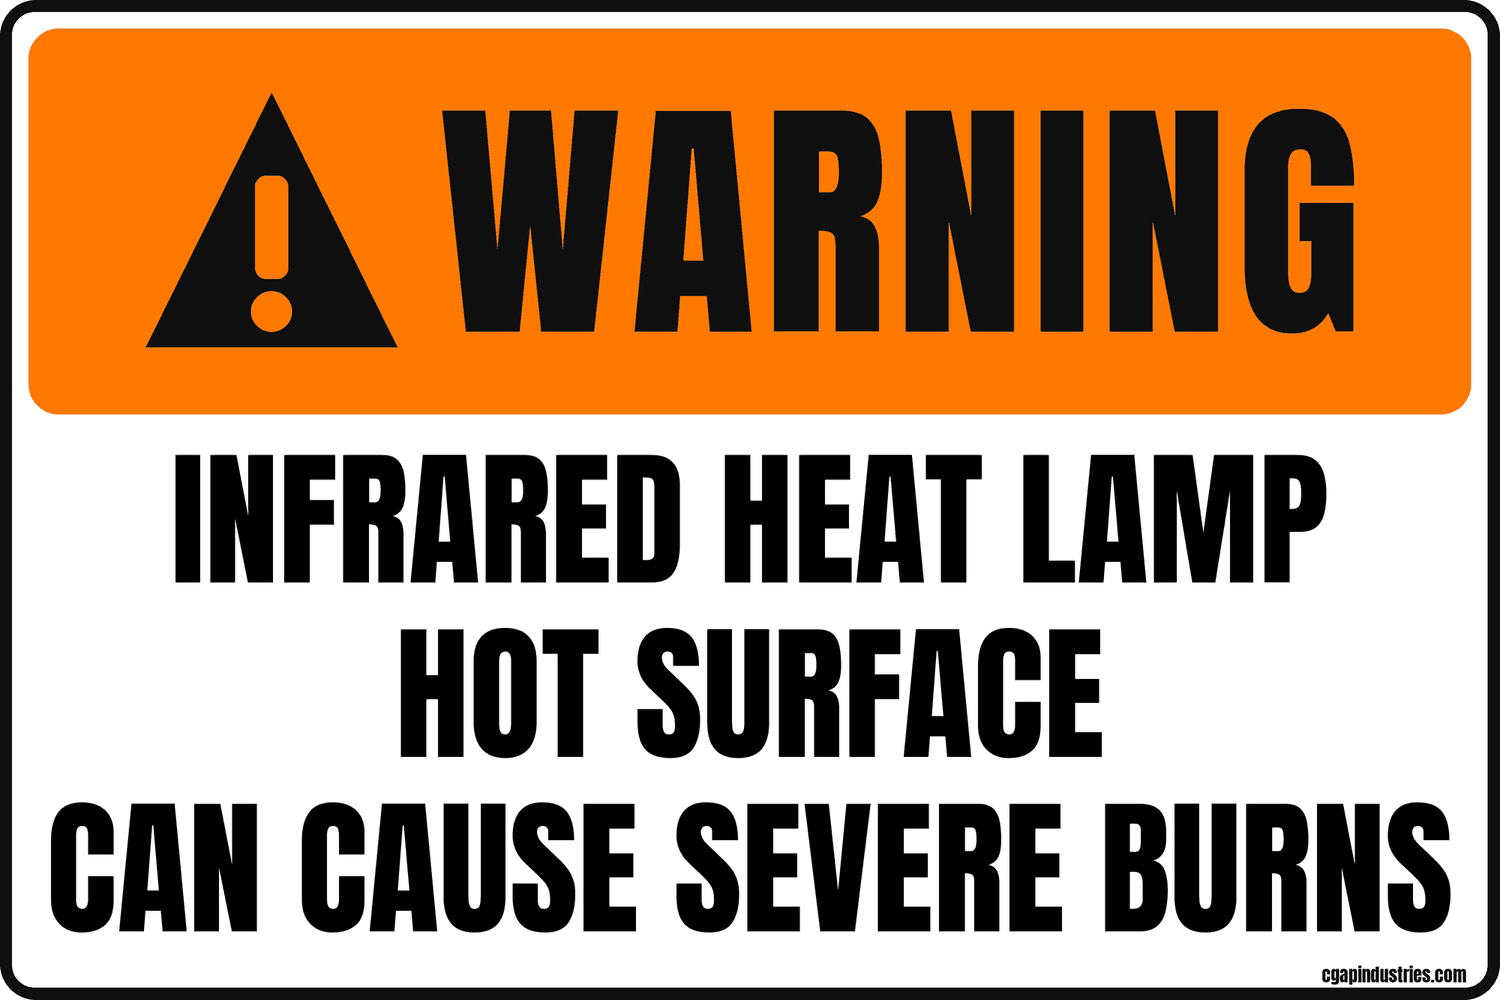 WARNING
INFRARED HEAT LAMP
HOT SURFACE
CAN CAUSE SEVERE BURNS
cgapindustries.com